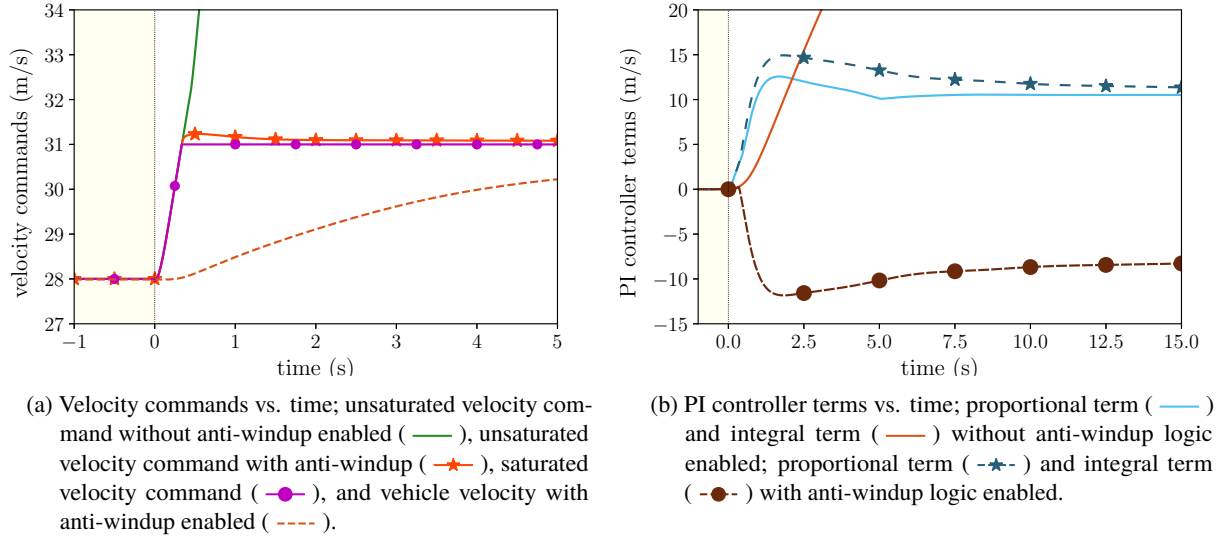 34
33
32
31
30
29
28
27
−1
0
1
2
3
4
5
time (s)
velocity commands (m/s)
20
15
10
5
0
−5
−10
−15
0.0
2.5
5.0
7.5
10.0
12.5
15.0
time (s)
PI controller terms (m/s)
(a) Velocity commands vs. time; unsaturated velocity com-
mand without anti-windup enabled ( ), unsaturated
velocity command with anti-windup ( ), saturated
velocity command ( ), and vehicle velocity with
anti-windup enabled ( ).
(b) PI controller terms vs. time; proportional term ( )
and integral term ( ) without anti-windup logic
enabled; proportional term ( ) and integral term
( ) with anti-windup logic enabled.